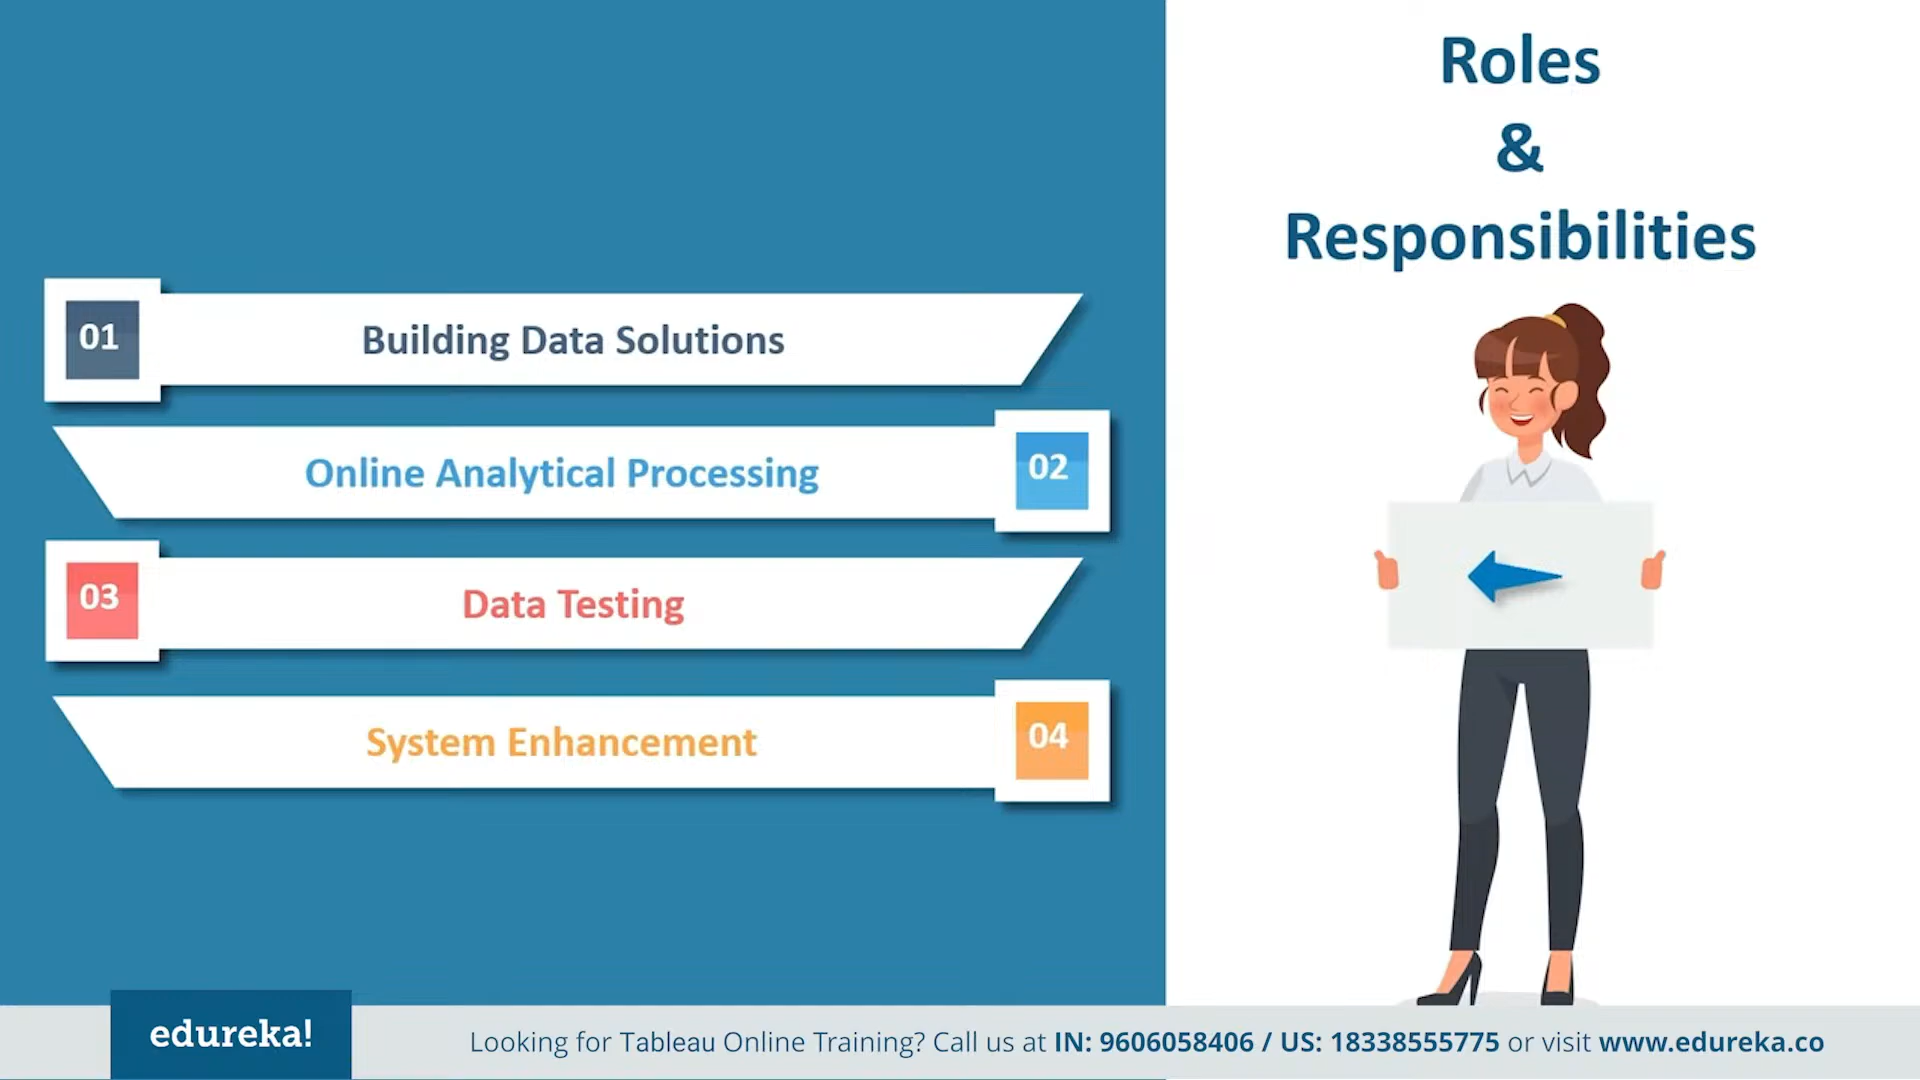 Roles
&
Responsibilities
01
Building Data Solutions
Online Analytical Processing
02
03
Data Testing
System Enhancement
04
edureka!
Looking for Tableau Online Training? Call us at IN: 9606058406 / US: 18338555775 or visit www.edureka.co